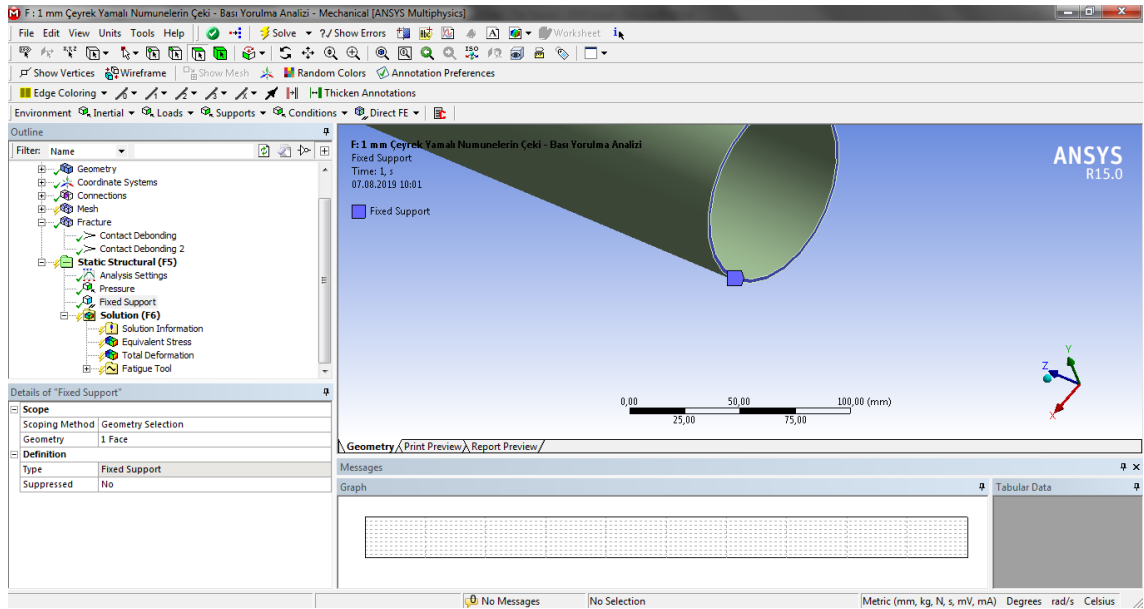 F : 1 mm Çeyrek Yamalı Numunelerin Çeki - Bası Yorulma Analizi - Mechanical [ANSYS Multiphysics]
File Edit View Units Tools Help Solve ?/ Show Errors A Worksheet i
x,y,z ISO
Show Vertices Wireframe Show Mesh Random Colors Annotation Preferences
Edge Coloring Thicken Annotations
Environment Inertial Loads Supports Conditions Direct FE
Outline
Filter: Name
Geometry
Coordinate Systems
Connections
Mesh
Fracture
Contact Debonding
Contact Debonding 2
Static Structural (F5)
Analysis Settings
Pressure
Fixed Support
Solution (F6)
Solution Information
Equivalent Stress
Total Deformation
Fatigue Tool
Details of "Fixed Support"
Scope
Scoping Method Geometry Selection
Geometry 1 Face
Definition
Type Fixed Support
Suppressed No
F: 1 mm Çeyrek Yamalı Numunelerin Çeki - Bası Yorulma Analizi
Fixed Support
Time: 1, s
07.08.2019 10:01
Fixed Support
ANSYS
R15.0
Y
Z
X
0,00 50,00 100,00 (mm)
25,00 75,00
Geometry Print Preview Report Preview
Messages
Graph
Tabular Data
0 No Messages No Selection Metric (mm, kg, N, s, mV, mA) Degrees rad/s Celsius